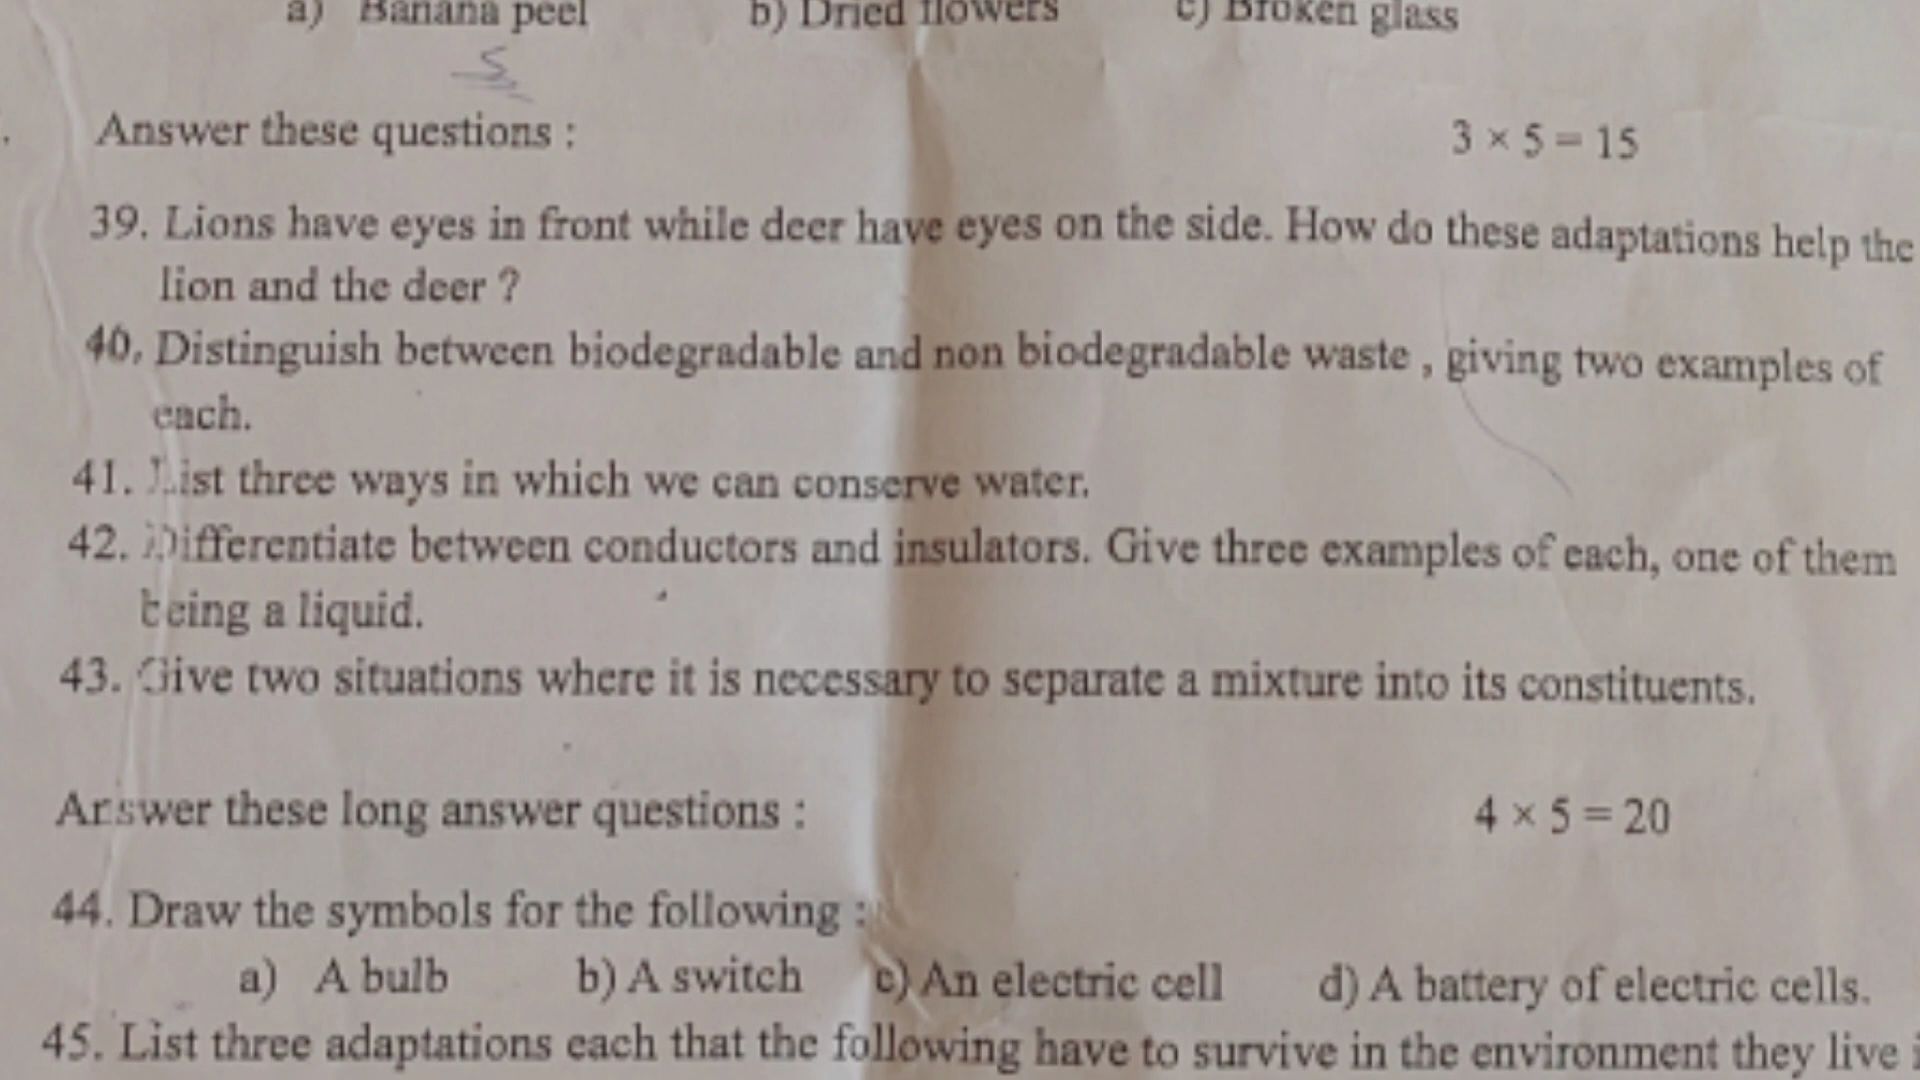 a) Banana peel b) Dried flowers c) Broken glass
Answer these questions : 3 × 5 = 15
39. Lions have eyes in front while deer have eyes on the side. How do these adaptations help the
lion and the deer ?
40. Distinguish between biodegradable and non biodegradable waste , giving two examples of
each.
41. List three ways in which we can conserve water.
42. Differentiate between conductors and insulators. Give three examples of each, one of them
being a liquid.
43. Give two situations where it is necessary to separate a mixture into its constituents.
Answer these long answer questions : 4 × 5 = 20
44. Draw the symbols for the following :
a) A bulb b) A switch c) An electric cell d) A battery of electric cells.
45. List three adaptations each that the following have to survive in the environment they live